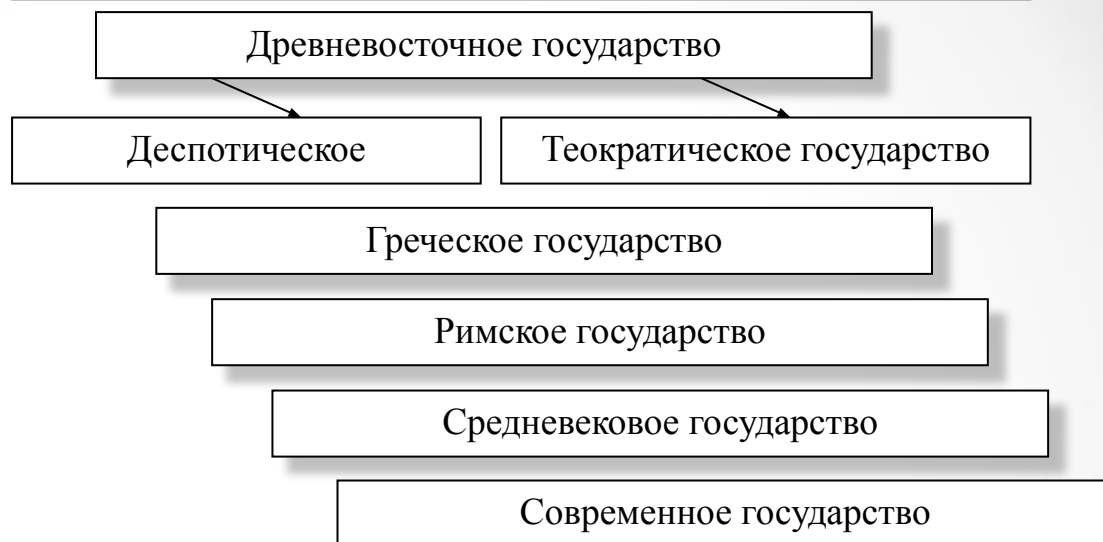 Древневосточное государство
Деспотическое
Теократическое государство
Греческое государство
Римское государство
Средневековое государство
Современное государство